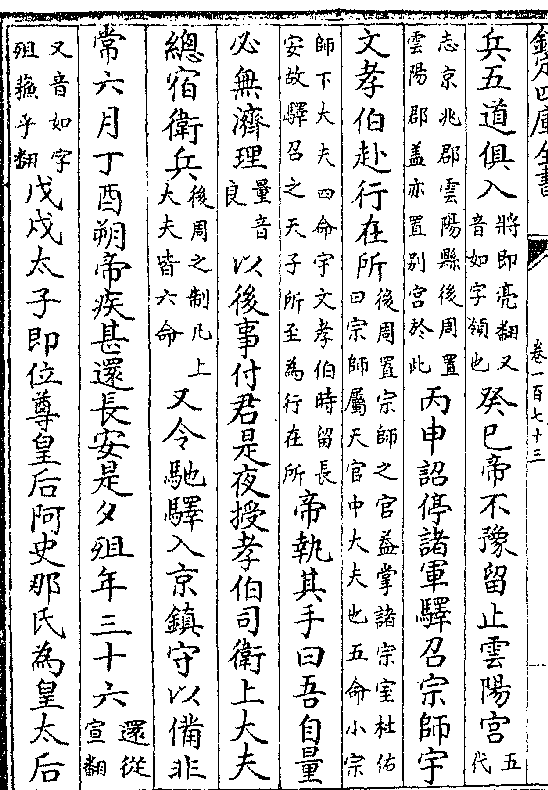 欽定四庫全書
卷一百七十三
兵五道俱入將即亮翻又音如字領也癸巳帝不豫留止雲陽宮五代
志京兆郡雲陽縣後周置雲陽郡蓋亦置别宮於此丙申詔停諸軍驛召宗師宇
文孝伯赴行在所後周置宗師之官益掌諸宗室杜佑曰宗師屬天官中大夫也五命小宗
師下大夫四命宇文孝伯時留長安故驛召之天子所至為行在所帝執其手曰吾自量
必無濟理量音良以後事付君是夜授孝伯司衛上大夫
總宿衛兵後周之制凡上大夫皆六命又令馳驛入京鎮守以備非
常六月丁酉朔帝疾甚還長安是夕殂年三十六還從宣翻
又音如字殂祚乎翻戊戌太子即位尊皇后阿史那氏為皇太后